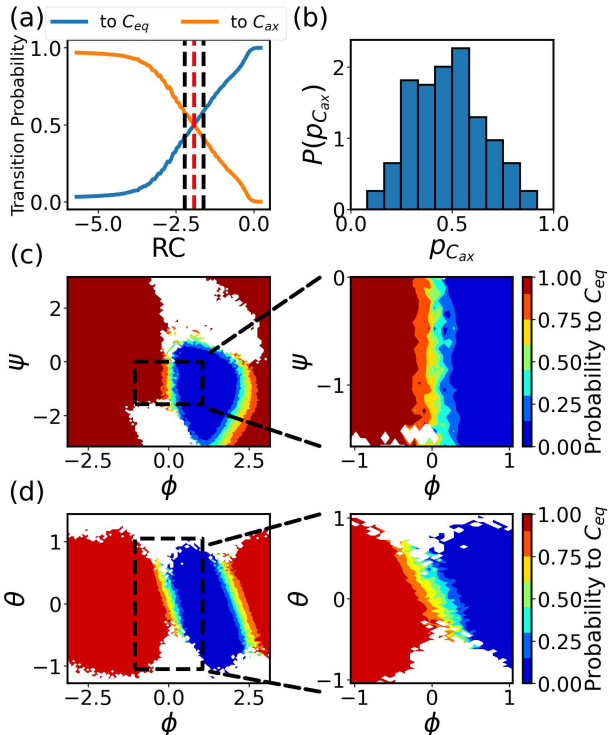 (a)
to C_eq
to C_ax
Transition Probability
1.0
0.5
0.0
−5.0
−2.5
0.0
RC
(b)
P(p_{C_ax})
2
1
0
0.0
0.5
1.0
p_{C_ax}
(c)
ψ
2
0
−2
−2.5
0.0
2.5
ϕ
ψ
0
−1
−1
0
1
ϕ
1.00
0.75
0.50
0.25
0.00
Probability to C_eq
(d)
θ
1
0
−1
−2.5
0.0
2.5
ϕ
θ
1
0
−1
−1
0
1
ϕ
1.00
0.75
0.50
0.25
0.00
Probability to C_eq